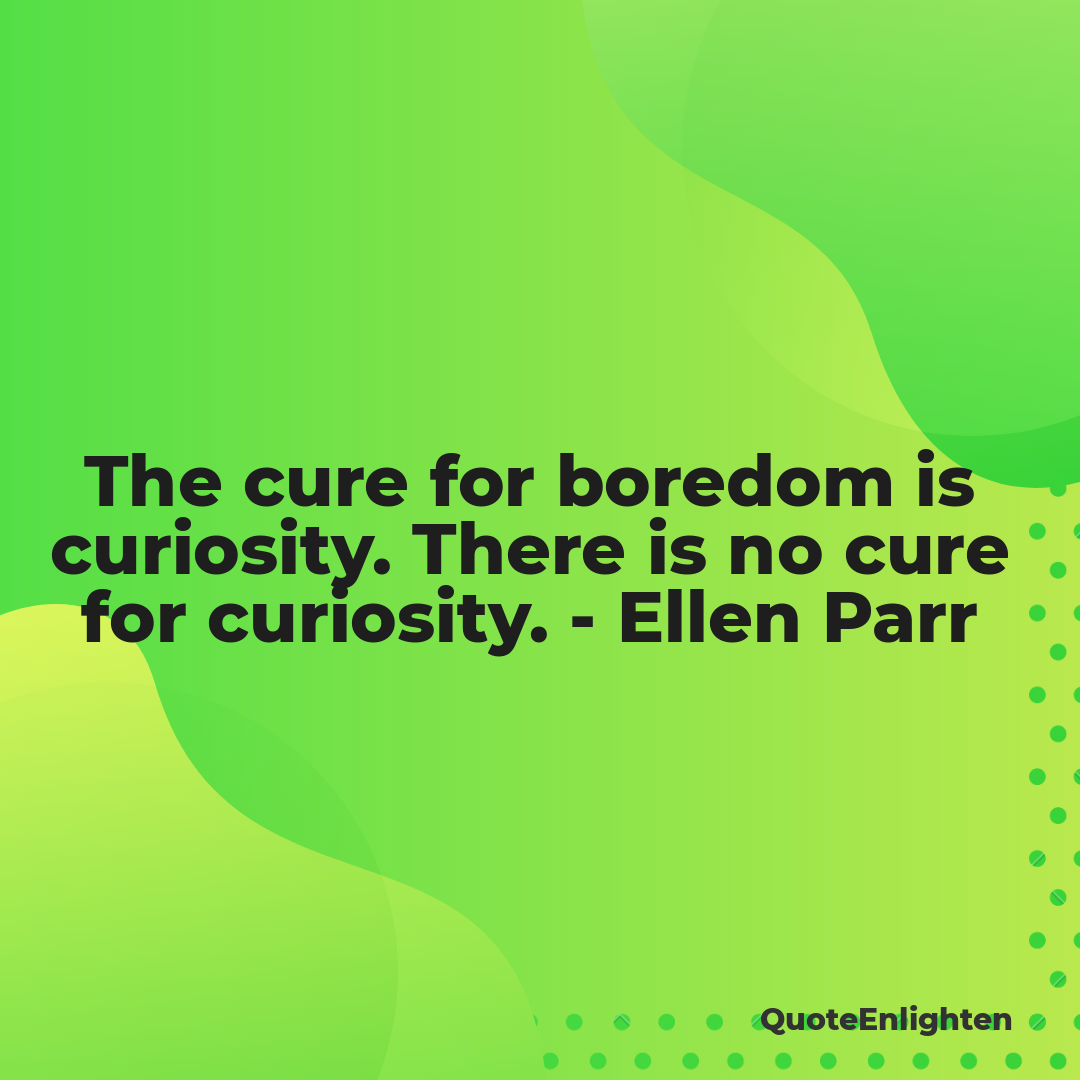 The cure for boredom is
curiosity. There is no cure
for curiosity. - Ellen Parr
QuoteEnlighten